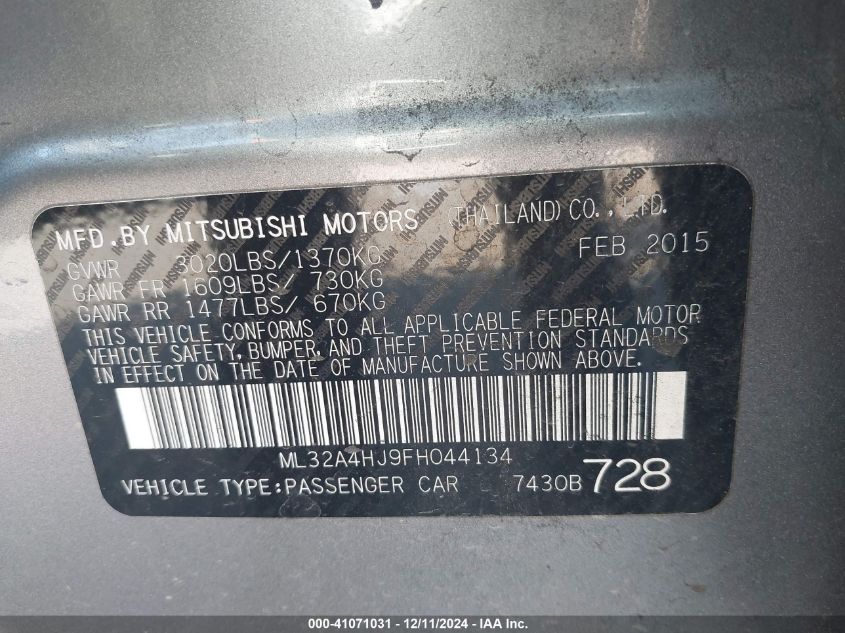 MFD.BY MITSUBISHI MOTORS (THAILAND)CO.,LTD.
GVWR 3020LBS/1370KG FEB 2015
GAWR FR 1609LBS/ 730KG
GAWR RR 1477LBS/ 670KG
THIS VEHICLE CONFORMS TO ALL APPLICABLE FEDERAL MOTOR
VEHICLE SAFETY, BUMPER, AND THEFT PREVENTION STANDARDS
IN EFFECT ON THE DATE OF MANUFACTURE SHOWN ABOVE.
ML32A4HJ9FH044134
VEHICLE TYPE:PASSENGER CAR 7430B 728
000-41071031 - 12/11/2024 - IAA Inc.